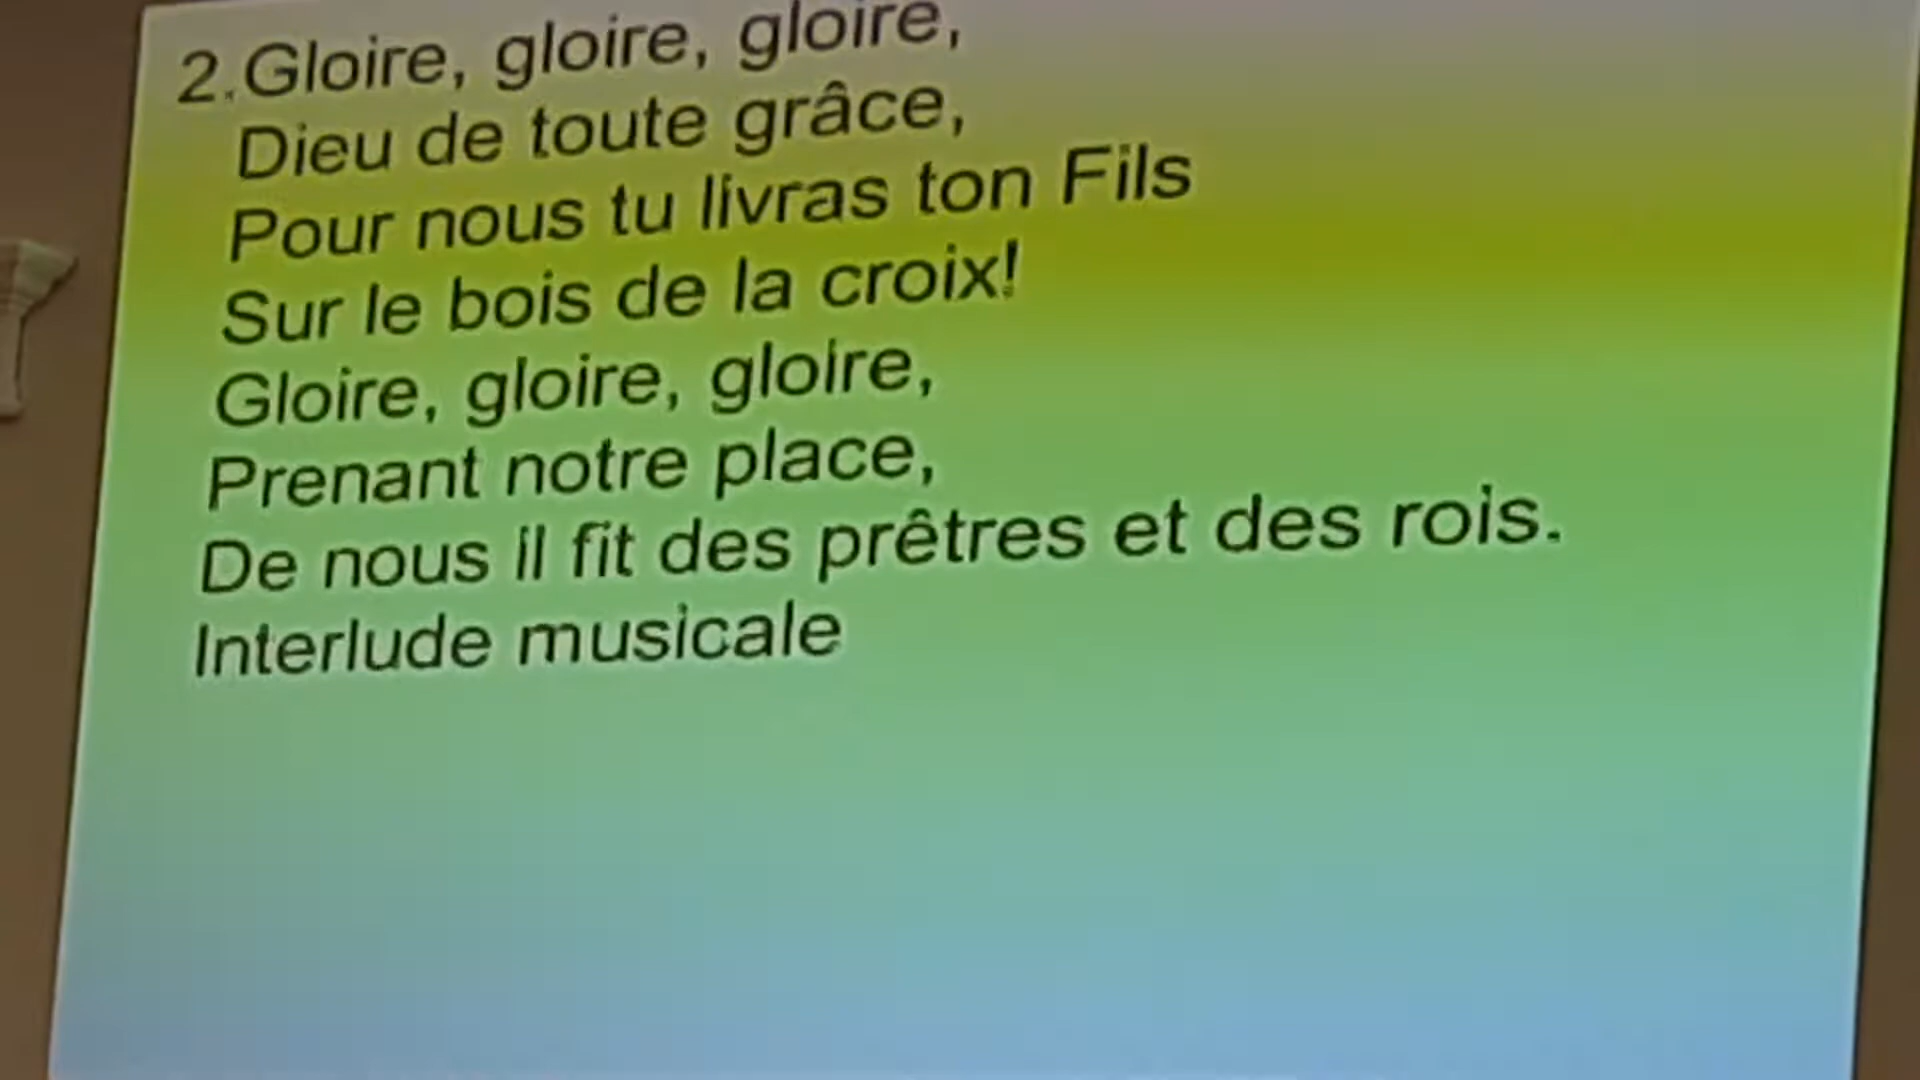 2.Gloire, gloire, gloire,
Dieu de toute grâce,
Pour nous tu livras ton Fils
Sur le bois de la croix!
Gloire, gloire, gloire,
Prenant notre place,
De nous il fit des prêtres et des rois.
Interlude musicale